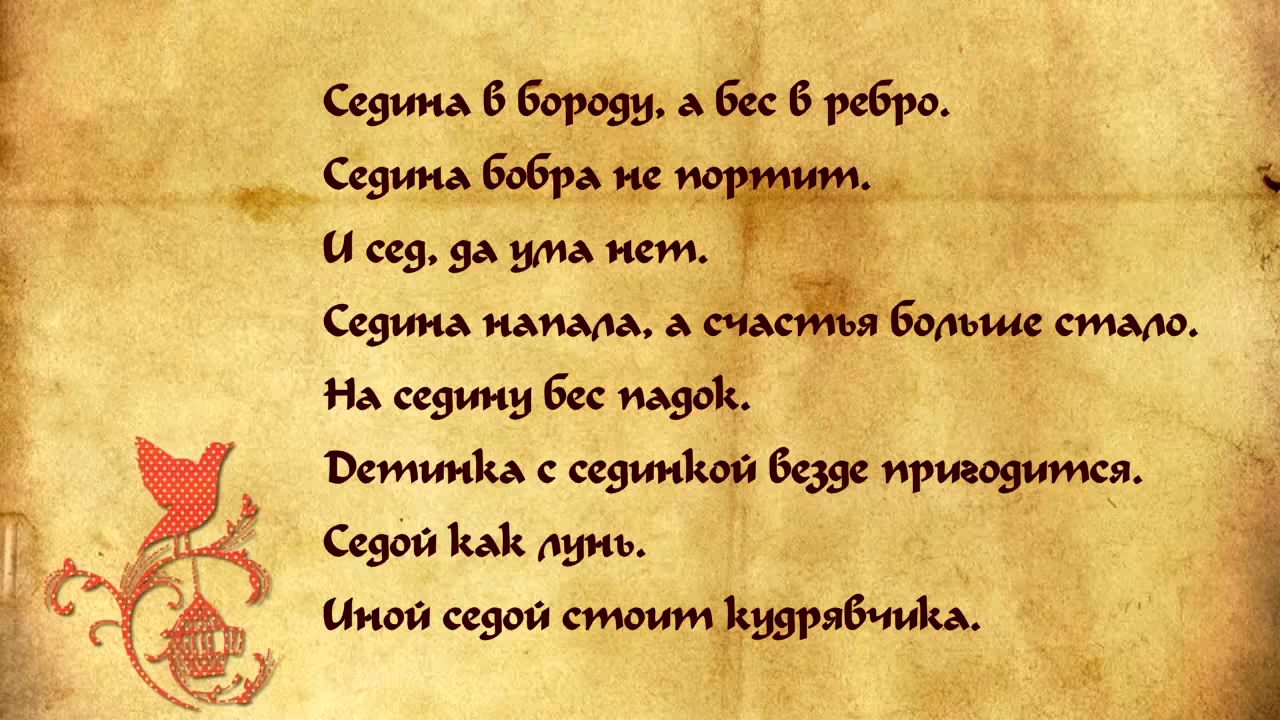 Седина в бороду, а бес в ребро.
Седина бобра не портит.
И сед, да ума нет.
Седина напала, а счастья больше стало.
На седину бес падок.
Детинка с сединкой везде пригодится.
Седой как лунь.
Иной седой стоит кудрявчика.